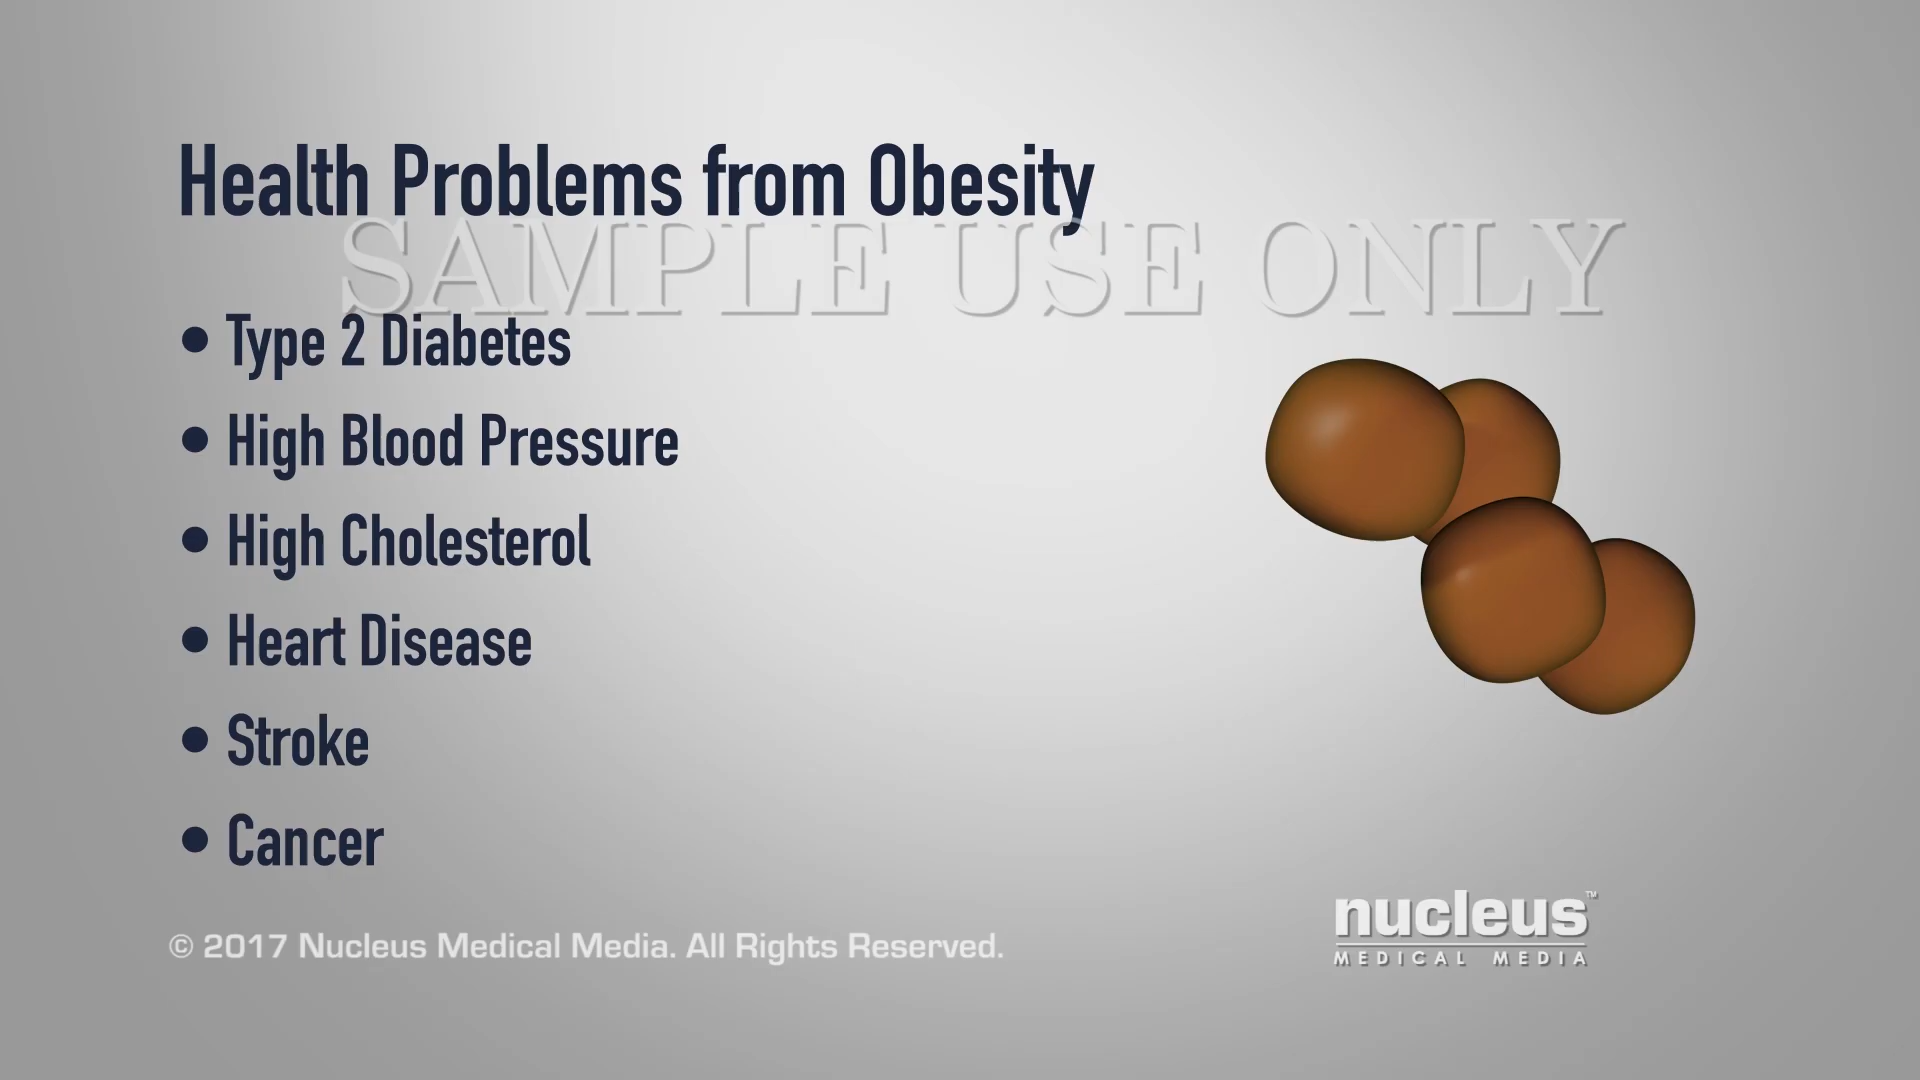 Health Problems from Obesity
SAMPLE USE ONLY
• Type 2 Diabetes
• High Blood Pressure
• High Cholesterol
• Heart Disease
• Stroke
• Cancer
© 2017 Nucleus Medical Media. All Rights Reserved.
nucleus™
MEDICAL MEDIA